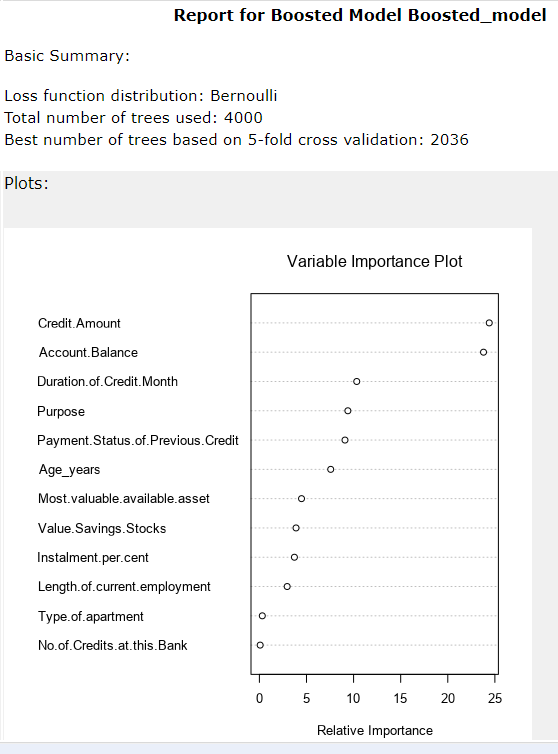 Report for Boosted Model Boosted_model
Basic Summary:
Loss function distribution: Bernoulli
Total number of trees used: 4000
Best number of trees based on 5-fold cross validation: 2036
Plots:
Variable Importance Plot
Credit.Amount
Account.Balance
Duration.of.Credit.Month
Purpose
Payment.Status.of.Previous.Credit
Age_years
Most.valuable.available.asset
Value.Savings.Stocks
Instalment.per.cent
Length.of.current.employment
Type.of.apartment
No.of.Credits.at.this.Bank
0 5 10 15 20 25
Relative Importance